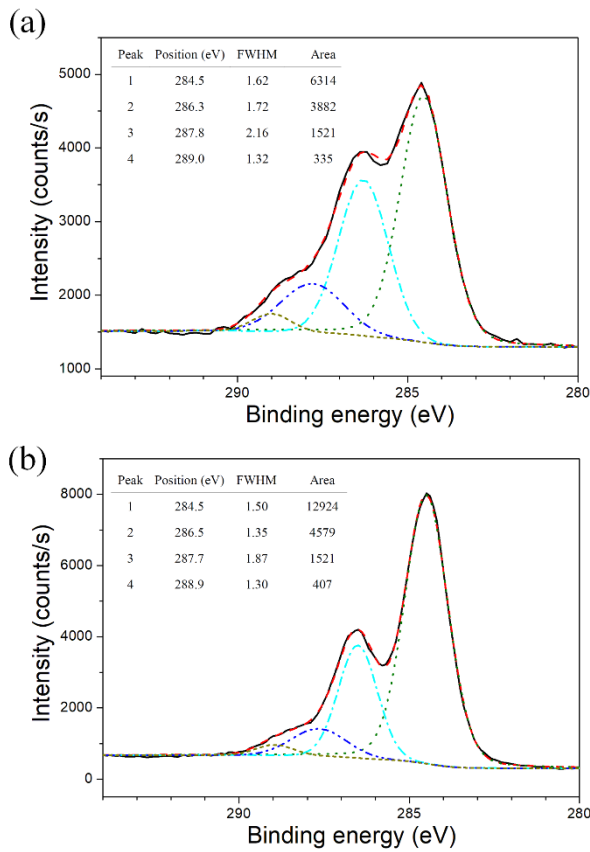 (a)
Peak Position (eV) FWHM Area
1 284.5 1.62 6314
2 286.3 1.72 3882
3 287.8 2.16 1521
4 289.0 1.32 335
5000
4000
3000
2000
1000
Intensity (counts/s)
290 285 280
Binding energy (eV)
(b)
Peak Position (eV) FWHM Area
1 284.5 1.50 12924
2 286.5 1.35 4579
3 287.7 1.87 1521
4 288.9 1.30 407
8000
6000
4000
2000
0
Intensity (counts/s)
290 285 280
Binding energy (eV)